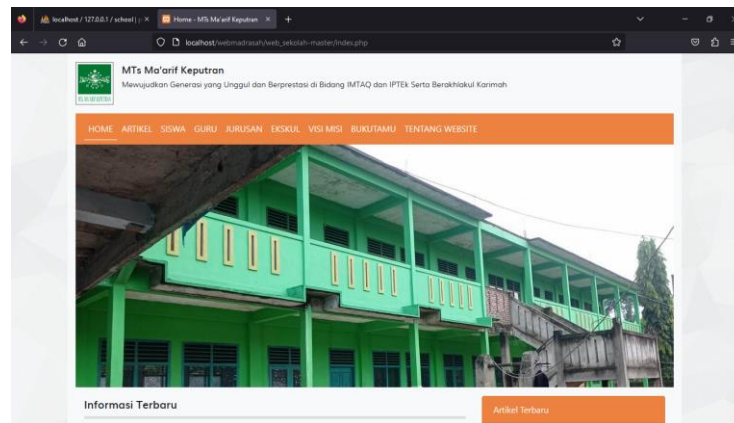 localhost / 127.0.0.1 / school | p
Home - MTs Ma'arif Keputran
localhost/webmadrasah/web_sekolah-master/index.php
MTs Ma'arif Keputran
Mewujudkan Generasi yang Unggul dan Berprestasi di Bidang IMTAQ dan IPTEk Serta Berakhlakul Karimah
HOME ARTIKEL SISWA GURU JURUSAN EKSKUL VISI MISI BUKUTAMU TENTANG WEBSITE
Informasi Terbaru
Artikel Terbaru